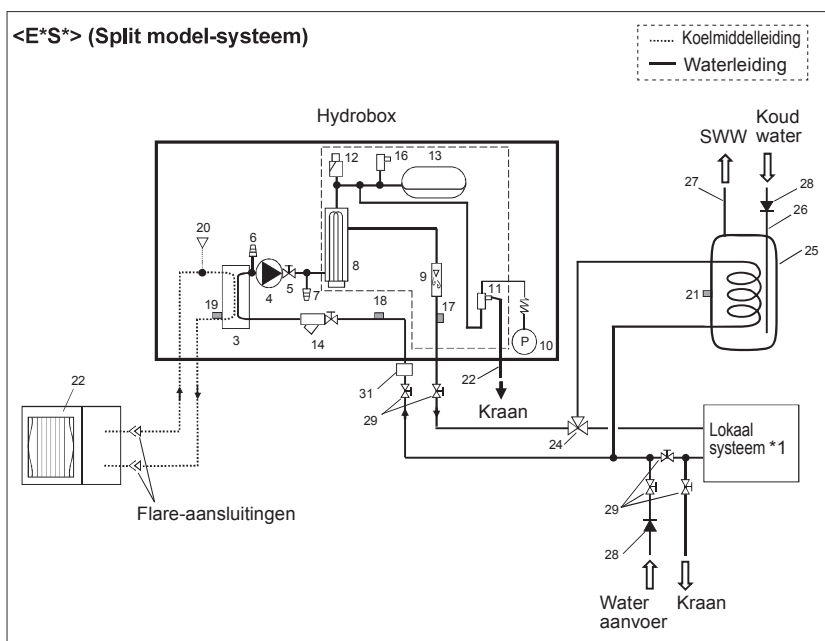 <E*S*> (Split model-systeem)
Koelmiddelleiding
Waterleiding
Hydrobox
SWW
Koud
water
12
16
13
27
28
26
20
6
25
8
9
11
4
5
7
21
19
17
18
3
14
10
P
22
31
22
29
Kraan
24
Lokaal
systeem *1
Flare-aansluitingen
29
28
Water
aanvoer
Kraan